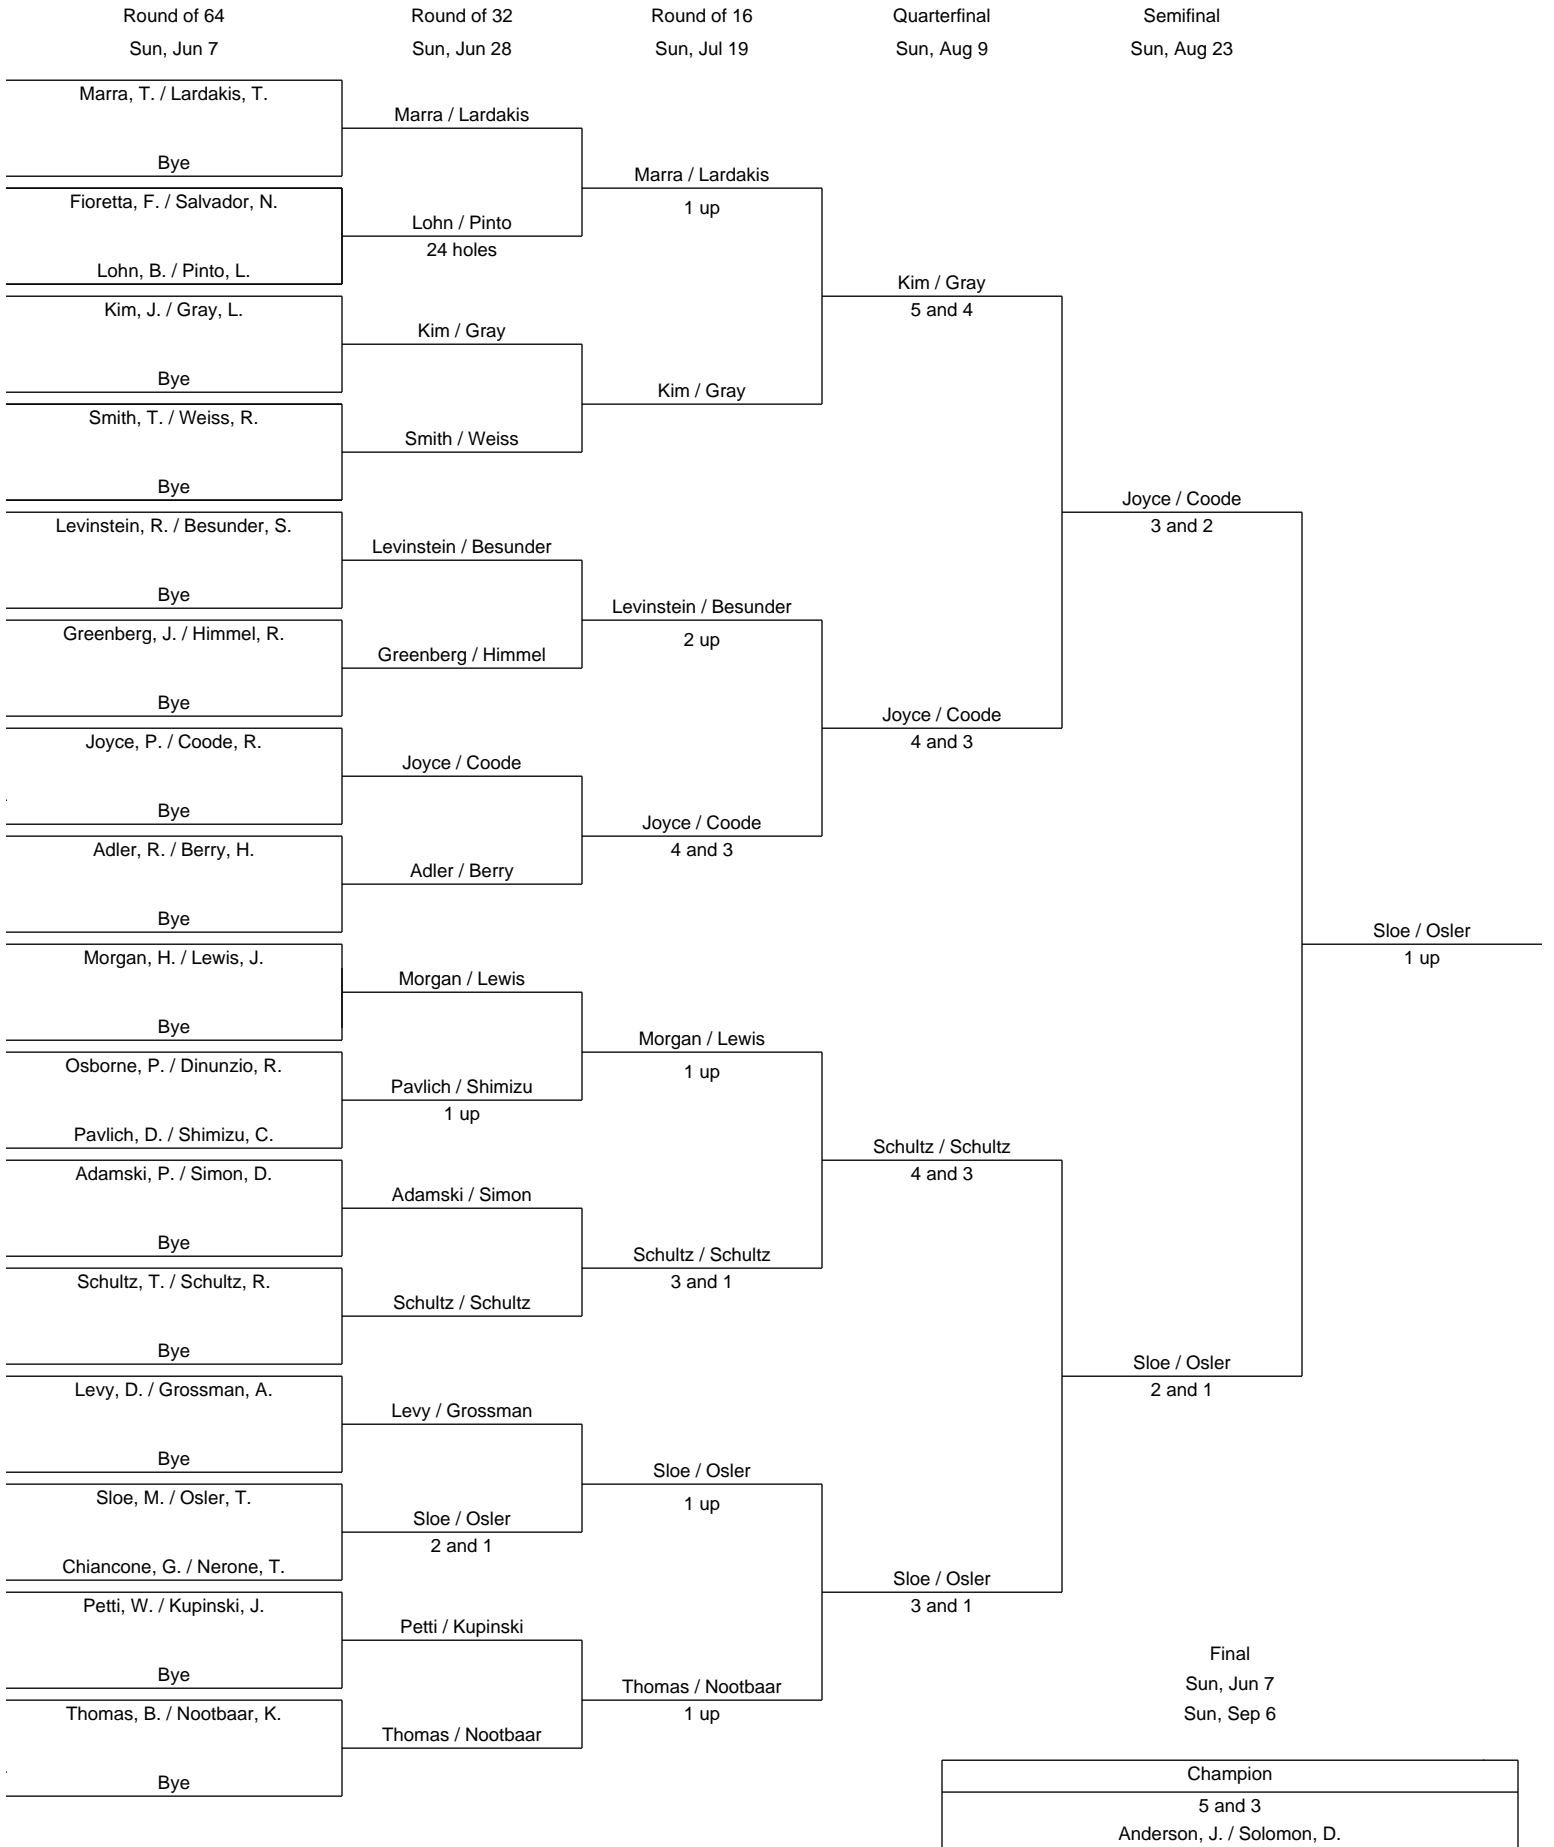 Round of 64
Sun, Jun 7
Round of 32
Sun, Jun 28
Round of 16
Sun, Jul 19
Quarterfinal
Sun, Aug 9
Semifinal
Sun, Aug 23
Marra, T. / Lardakis, T.
Bye
Fioretta, F. / Salvador, N.
Lohn, B. / Pinto, L.
Kim, J. / Gray, L.
Bye
Smith, T. / Weiss, R.
Bye
Levinstein, R. / Besunder, S.
Bye
Greenberg, J. / Himmel, R.
Bye
Joyce, P. / Coode, R.
Bye
Adler, R. / Berry, H.
Bye
Morgan, H. / Lewis, J.
Bye
Osborne, P. / Dinunzio, R.
Pavlich, D. / Shimizu, C.
Adamski, P. / Simon, D.
Bye
Schultz, T. / Schultz, R.
Bye
Levy, D. / Grossman, A.
Bye
Sloe, M. / Osler, T.
Chiancone, G. / Nerone, T.
Petti, W. / Kupinski, J.
Bye
Thomas, B. / Nootbaar, K.
Bye
Marra / Lardakis
Lohn / Pinto
24 holes
Kim / Gray
Smith / Weiss
Levinstein / Besunder
Greenberg / Himmel
Joyce / Coode
Adler / Berry
Morgan / Lewis
Pavlich / Shimizu
1 up
Adamski / Simon
Schultz / Schultz
Levy / Grossman
Sloe / Osler
2 and 1
Petti / Kupinski
Thomas / Nootbaar
Marra / Lardakis
1 up
Kim / Gray
Levinstein / Besunder
2 up
Joyce / Coode
4 and 3
Morgan / Lewis
1 up
Schultz / Schultz
3 and 1
Sloe / Osler
1 up
Thomas / Nootbaar
1 up
Kim / Gray
5 and 4
Joyce / Coode
4 and 3
Schultz / Schultz
4 and 3
Sloe / Osler
3 and 1
Joyce / Coode
3 and 2
Sloe / Osler
2 and 1
Sloe / Osler
1 up
Final
Sun, Jun 7
Sun, Sep 6
Champion
5 and 3
Anderson, J. / Solomon, D.